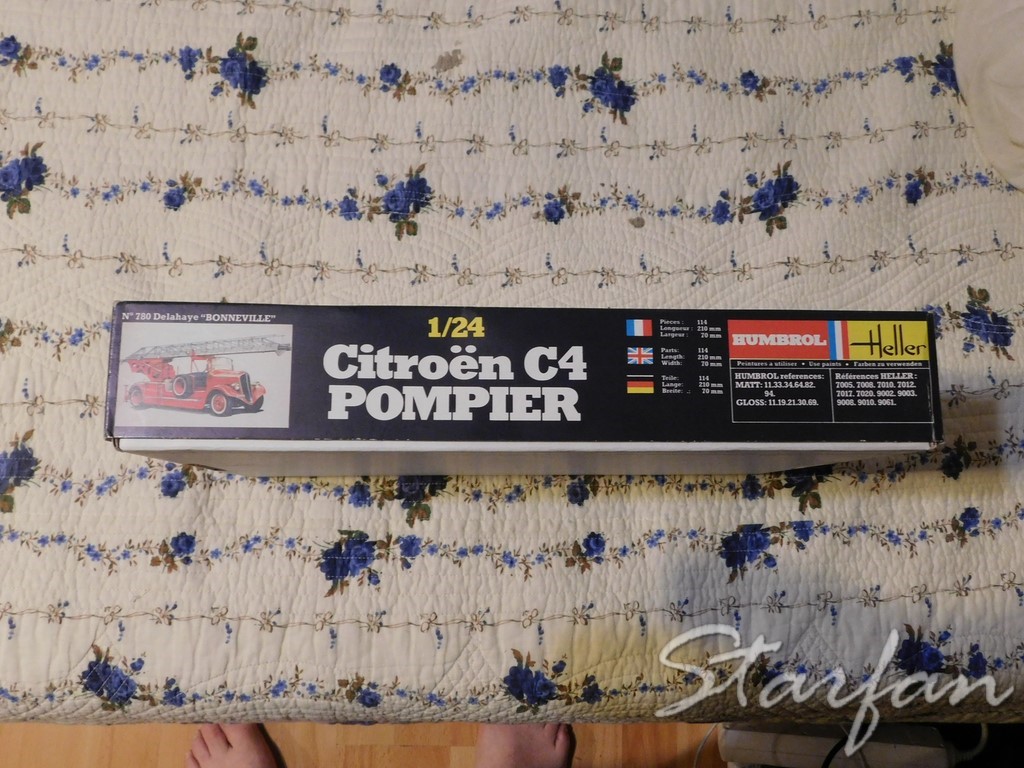 N° 780 Delahaye "BONNEVILLE"
1/24
Citroën C4
POMPIER
Pieces : 114
Longueur : 210 mm
Largeur : 70 mm
Parts: 114
Length: 210 mm
Width: 70 mm
Teile: 114
Lange: 210 mm
Breite: .: 70 mm
HUMBROL
Heller
Peintures a utiliser • Use paints • Farben zu verwenden
HUMBROL references:
MATT: 11.33.34.64.82.
94.
GLOSS: 11.19.21.30.69.
Références HELLER :
7005. 7008. 7010. 7012.
7017. 7020. 9002. 9003.
9008. 9010. 9061.
Starfan